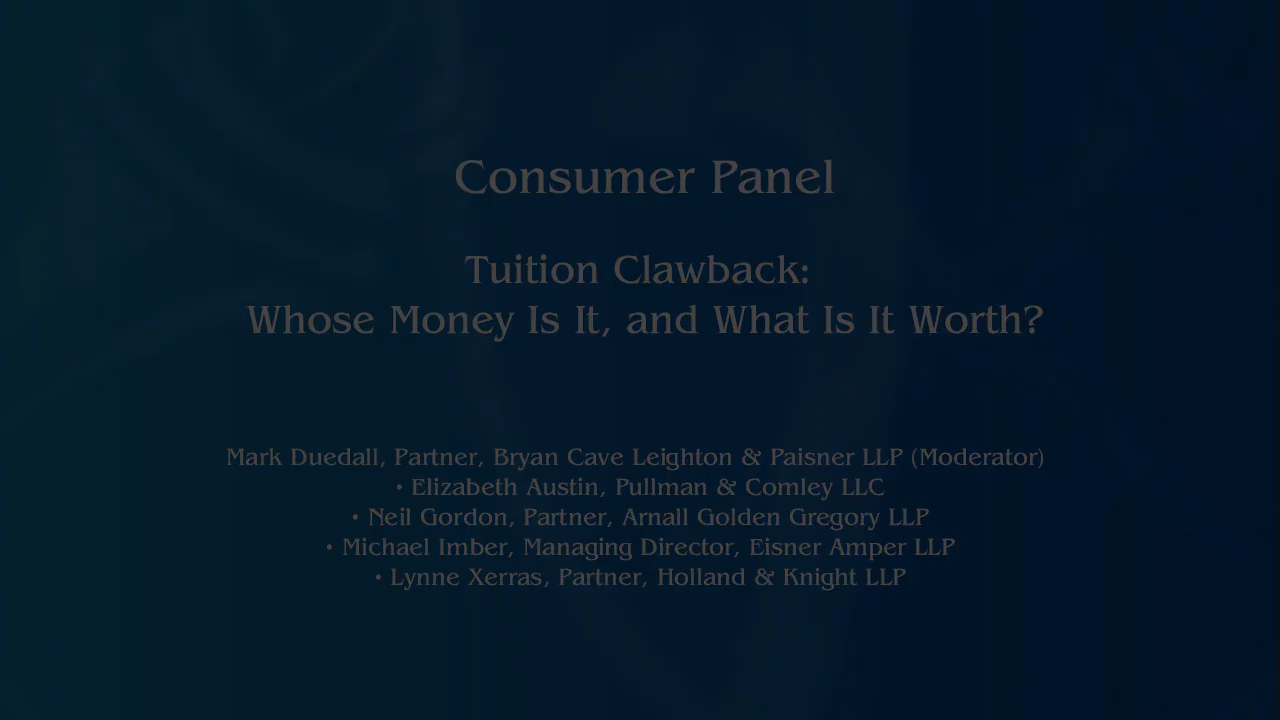 Consumer Panel
Tuition Clawback:
Whose Money Is It, and What Is It Worth?
Mark Duedall, Partner, Bryan Cave Leighton & Paisner LLP (Moderator)
• Elizabeth Austin, Pullman & Comley LLC
• Neil Gordon, Partner, Arnall Golden Gregory LLP
• Michael Imber, Managing Director, Eisner Amper LLP
• Lynne Xerras, Partner, Holland & Knight LLP